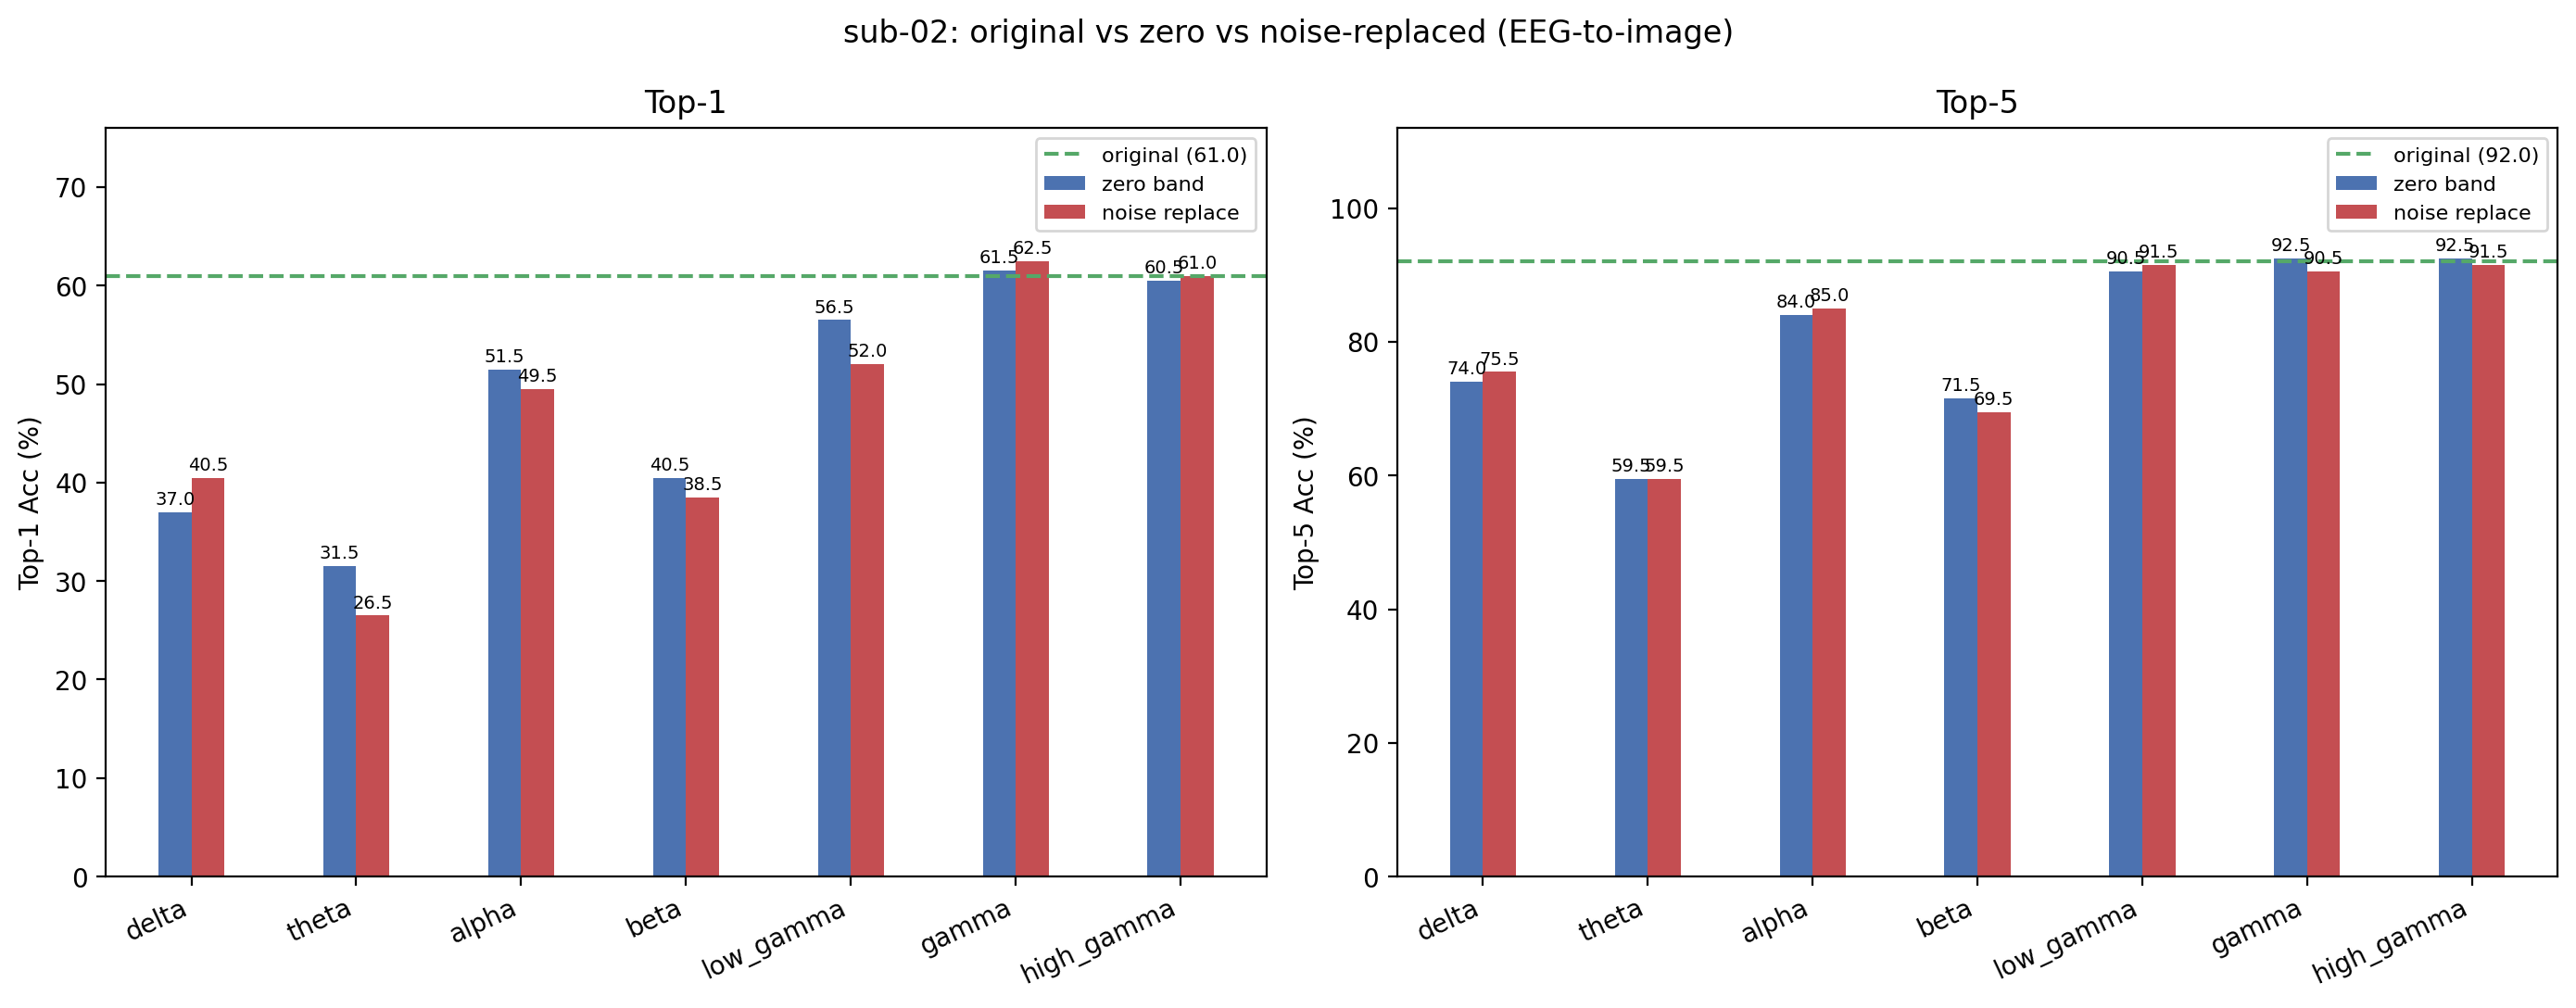 sub-02: original vs zero vs noise-replaced (EEG-to-image)
Top-1
Top-1 Acc (%)
70
60
50
40
30
20
10
0
original (61.0)
zero band
noise replace
37.0
40.5
31.5
26.5
51.5
49.5
40.5
38.5
56.5
52.0
61.5
62.5
60.5
61.0
delta
theta
alpha
beta
low_gamma
gamma
high_gamma
Top-5
Top-5 Acc (%)
100
80
60
40
20
0
original (92.0)
zero band
noise replace
74.0
75.5
59.5
59.5
84.0
85.0
71.5
69.5
90.5
91.5
92.5
90.5
92.5
91.5
delta
theta
alpha
beta
low_gamma
gamma
high_gamma